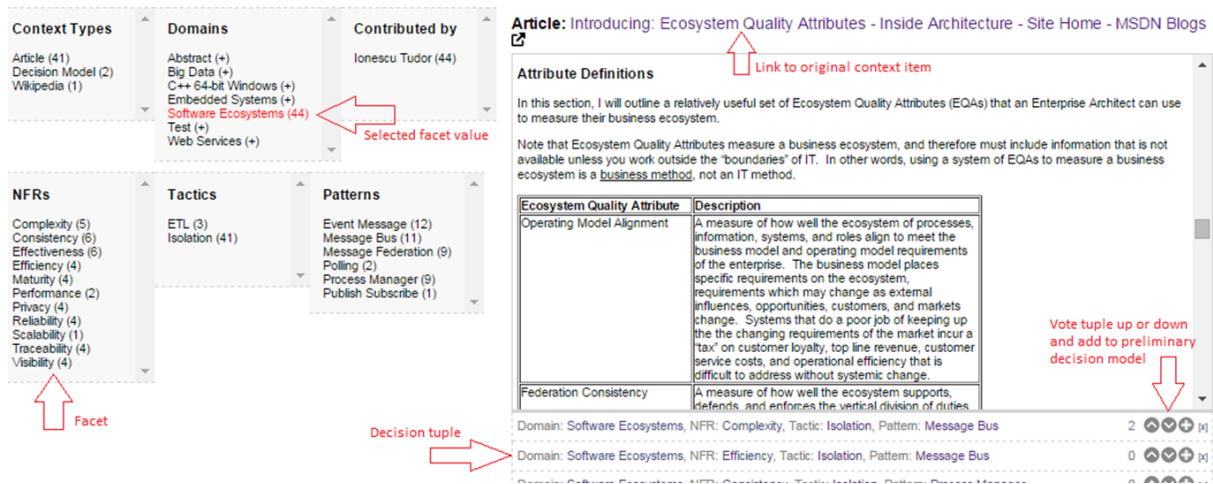 Context Types
Article (41)
Decision Model (2)
Wikipedia (1)
Domains
Abstract (+)
Big Data (+)
C++ 64-bit Windows (+)
Embedded Systems (+)
Software Ecosystems (44)
Test (+)
Web Services (+)
Contributed by
Ionescu Tudor (44)
Selected facet value
NFRs
Complexity (5)
Consistency (6)
Effectiveness (6)
Efficiency (4)
Maturity (4)
Performance (2)
Privacy (4)
Reliability (4)
Scalability (1)
Traceability (4)
Visibility (4)
Tactics
ETL (3)
Isolation (41)
Patterns
Event Message (12)
Message Bus (11)
Message Federation (9)
Polling (2)
Process Manager (9)
Publish Subscribe (1)
Facet
Decision tuple
Article: Introducing: Ecosystem Quality Attributes - Inside Architecture - Site Home - MSDN Blogs
Link to original context item
Attribute Definitions
In this section, I will outline a relatively useful set of Ecosystem Quality Attributes (EQAs) that an Enterprise Architect can use
to measure their business ecosystem.
Note that Ecosystem Quality Attributes measure a business ecosystem, and therefore must include information that is not
available unless you work outside the "boundaries" of IT. In other words, using a system of EQAs to measure a business
ecosystem is a business method, not an IT method.
Ecosystem Quality Attribute Description
Operating Model Alignment A measure of how well the ecosystem of processes,
information, systems, and roles align to meet the
business model and operating model requirements
of the enterprise. The business model places
specific requirements on the ecosystem,
requirements which may change as external
influences, opportunities, customers, and markets
change. Systems that do a poor job of keeping up
the the changing requirements of the market incur a
"tax" on customer loyalty, top line revenue, customer
service costs, and operational efficiency that is
difficult to address without systemic change.
Federation Consistency A measure of how well the ecosystem supports,
defends, and enforces the vertical division of duties
Vote tuple up or down
and add to preliminary
decision model
Domain: Software Ecosystems, NFR: Complexity, Tactic: Isolation, Pattern: Message Bus 2 [x]
Domain: Software Ecosystems, NFR: Efficiency, Tactic: Isolation, Pattern: Message Bus 0 [x]
Domain: Software Ecosystems, NFR: Consistency, Tactic: Isolation, Pattern: Process Manager